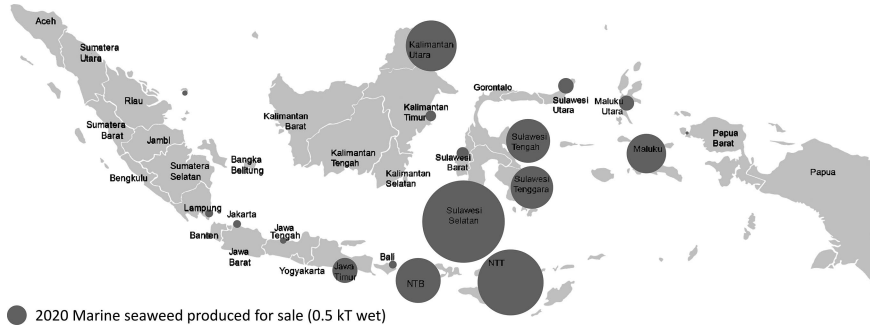 Aceh
Sumatera
Utara
Riau
Sumatera
Barat
Jambi
Bengkulu
Sumatera
Selatan
Bangka
Belitung
Lampung
Jakarta
Banten
Jawa
Barat
Jawa
Tengah
Yogyakarta
Jawa
Timur
Bali
NTB
NTT
Kalimantan
Utara
Kalimantan
Timur
Kalimantan
Barat
Kalimantan
Tengah
Kalimantan
Selatan
Gorontalo
Sulawesi
Utara
Sulawesi
Tengah
Sulawesi
Barat
Sulawesi
Tenggara
Sulawesi
Selatan
Maluku
Utara
Maluku
Papua
Barat
Papua
2020 Marine seaweed produced for sale (0.5 kT wet)